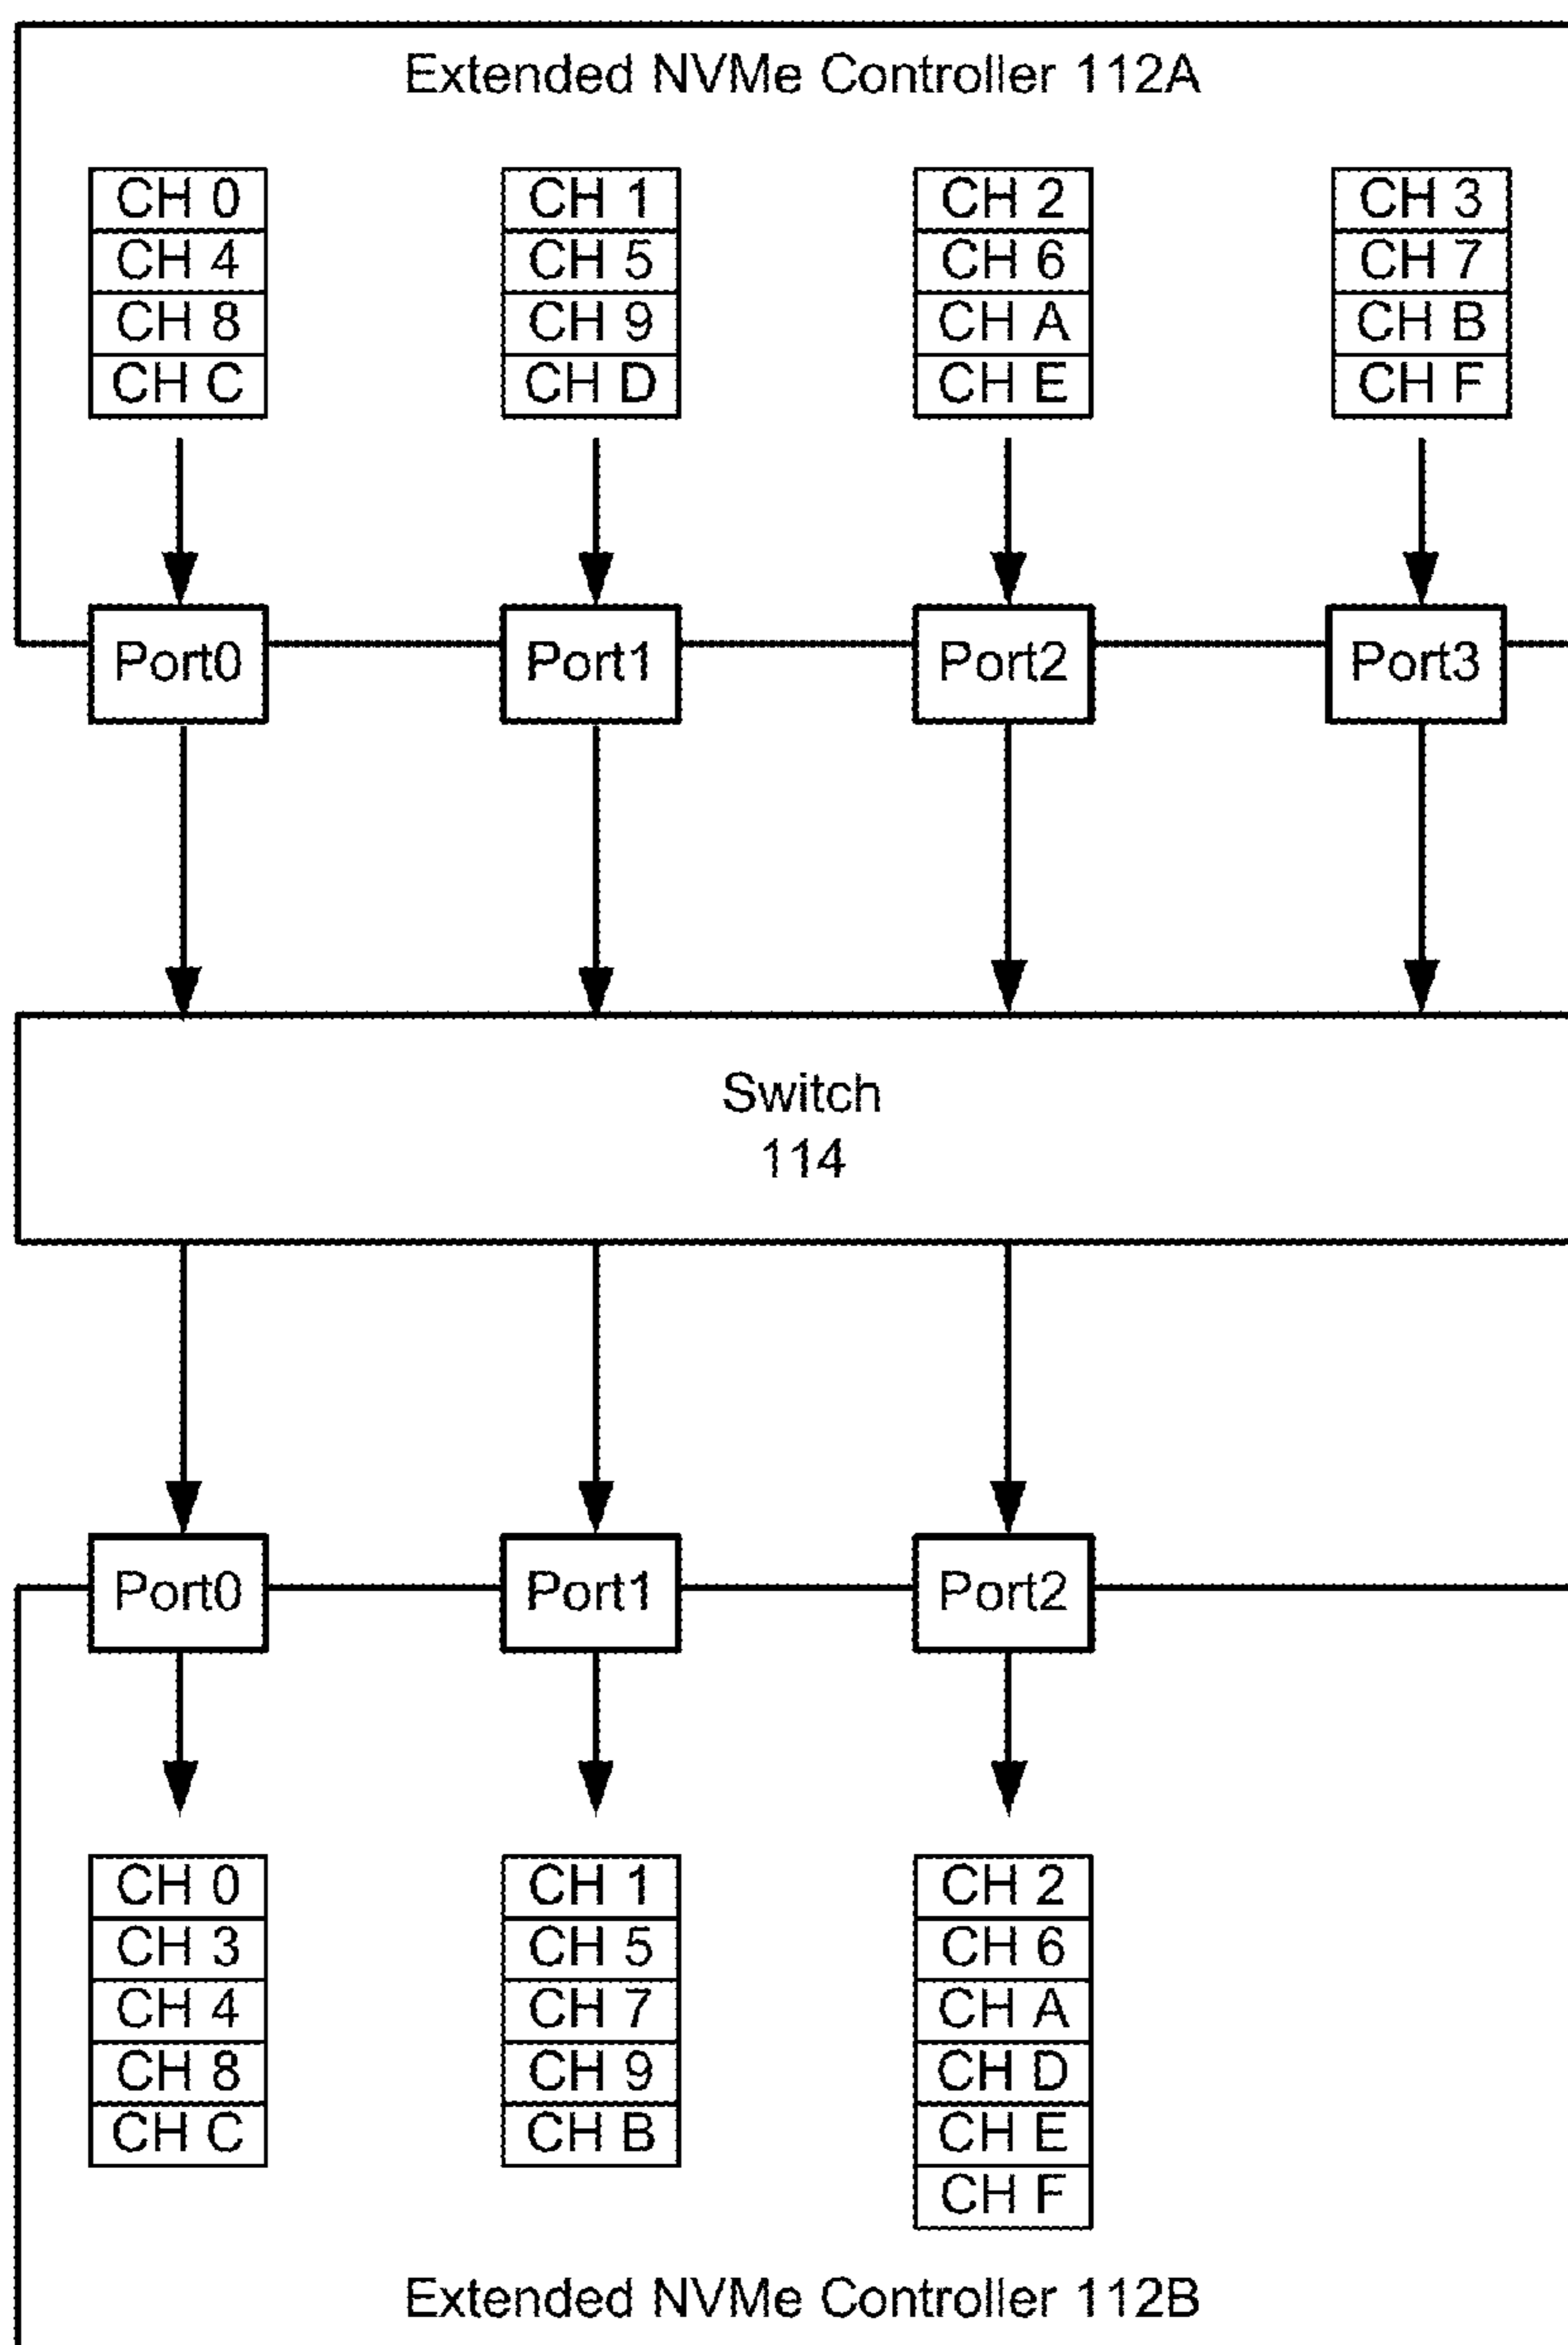 Extended NVMe Controller 112A
CH 0
CH 4
CH 8
CH C
CH 1
CH 5
CH 9
CH D
CH 2
CH 6
CH A
CH E
CH 3
CH 7
CH B
CH F
Port0
Port1
Port2
Port3
Switch
114
Port0
Port1
Port2
CH 0
CH 3
CH 4
CH 8
CH C
CH 1
CH 5
CH 7
CH 9
CH B
CH 2
CH 6
CH A
CH D
CH E
CH F
Extended NVMe Controller 112B